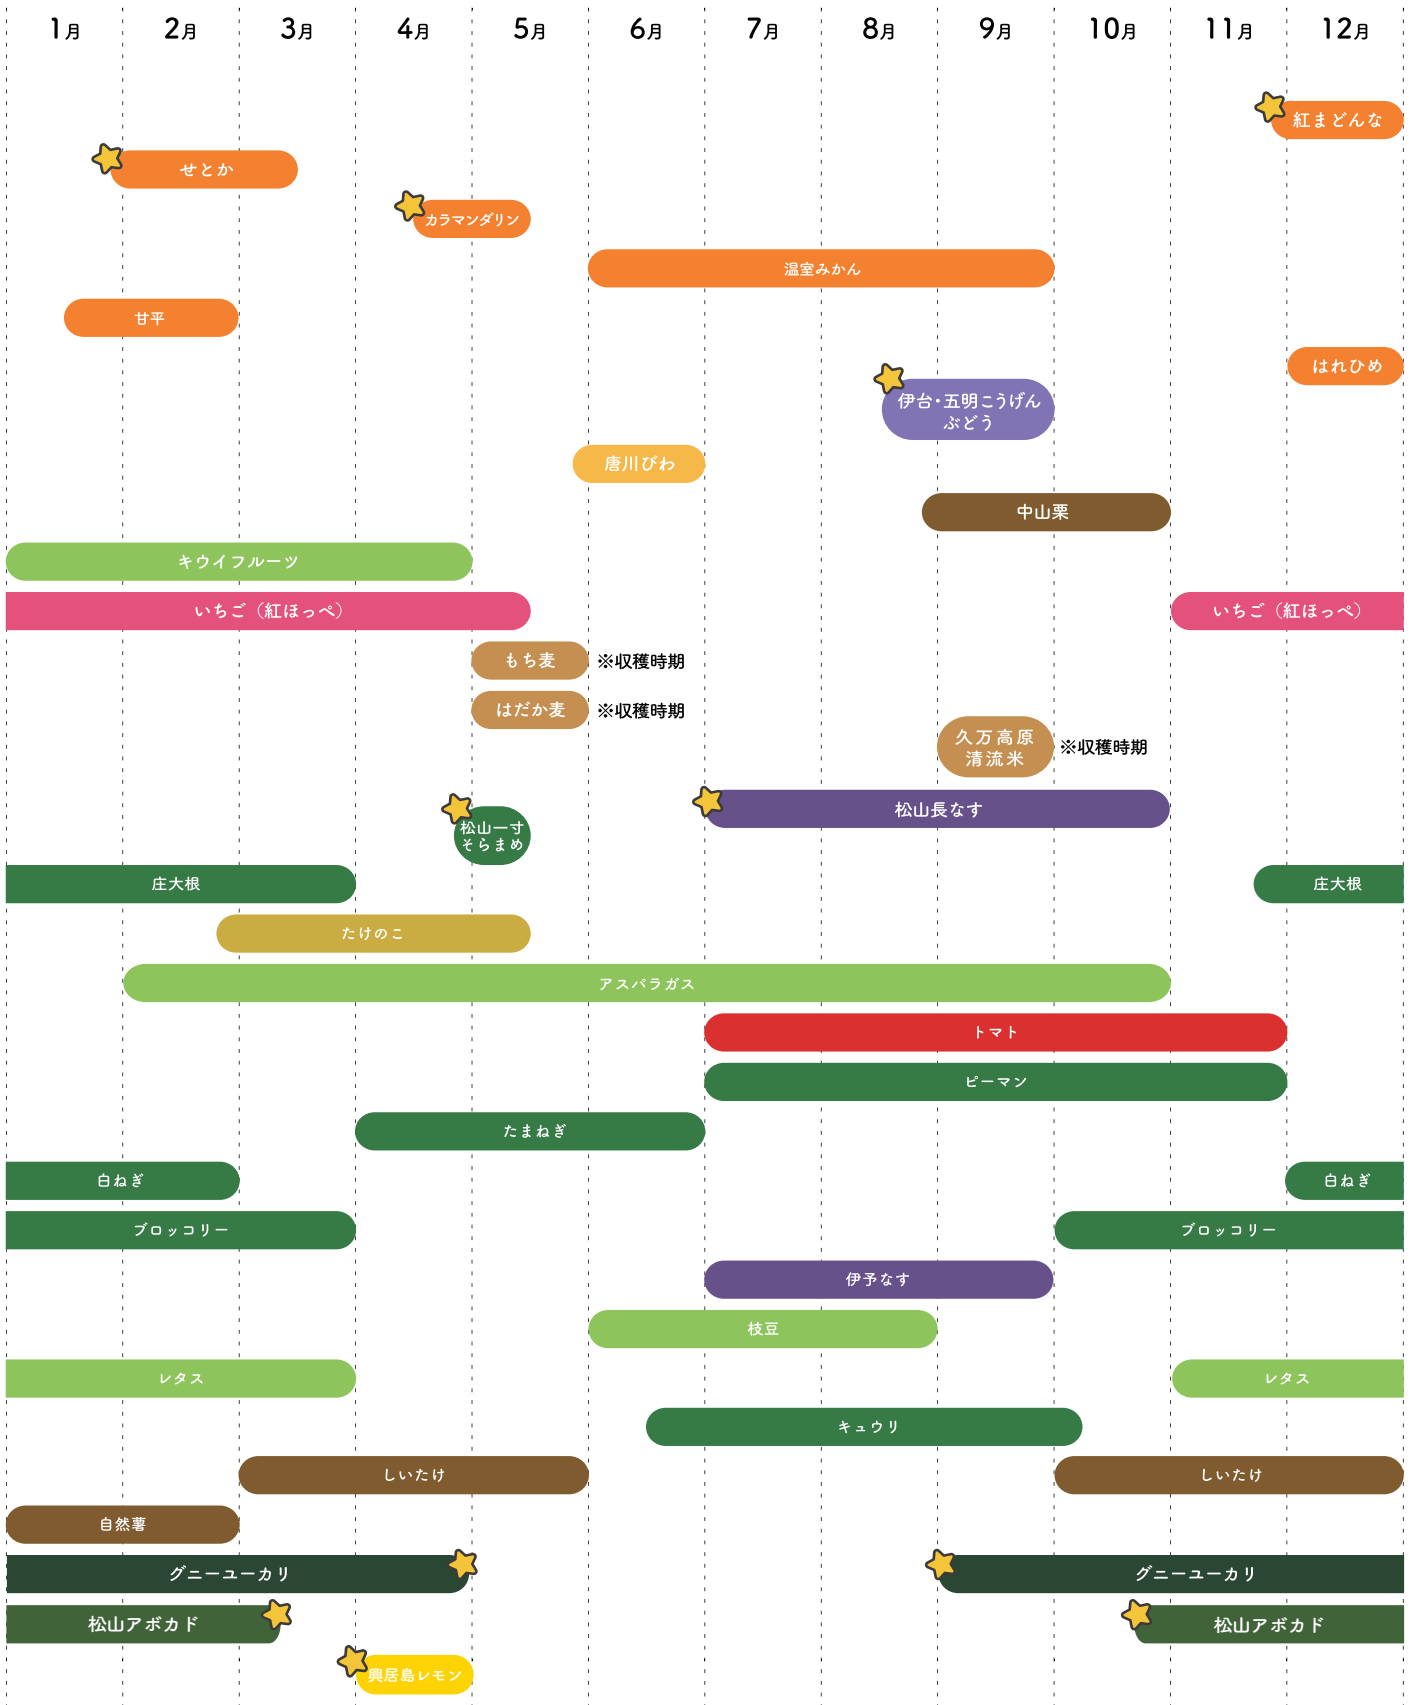 1月 2月 3月 4月 5月 6月 7月 8月 9月 10月 11月 12月
紅まどんな
せとか
カラマンダリン
温室みかん
甘平
はれひめ
伊台・五明こうげん
ぶどう
唐川びわ
中山栗
キウイフルーツ
いちご（紅ほっぺ） いちご（紅ほっぺ）
もち麦 ※収穫時期
はだか麦 ※収穫時期
久万高原
清流米
※収穫時期
松山長なす
松山一寸
そらまめ
庄大根 庄大根
たけのこ
アスパラガス
トマト
ピーマン
たまねぎ
白ねぎ 白ねぎ
ブロッコリー ブロッコリー
伊予なす
枝豆
レタス レタス
キュウリ
しいたけ しいたけ
自然薯
グニーユーカリ グニーユーカリ
松山アボカド 松山アボカド
興居島レモン